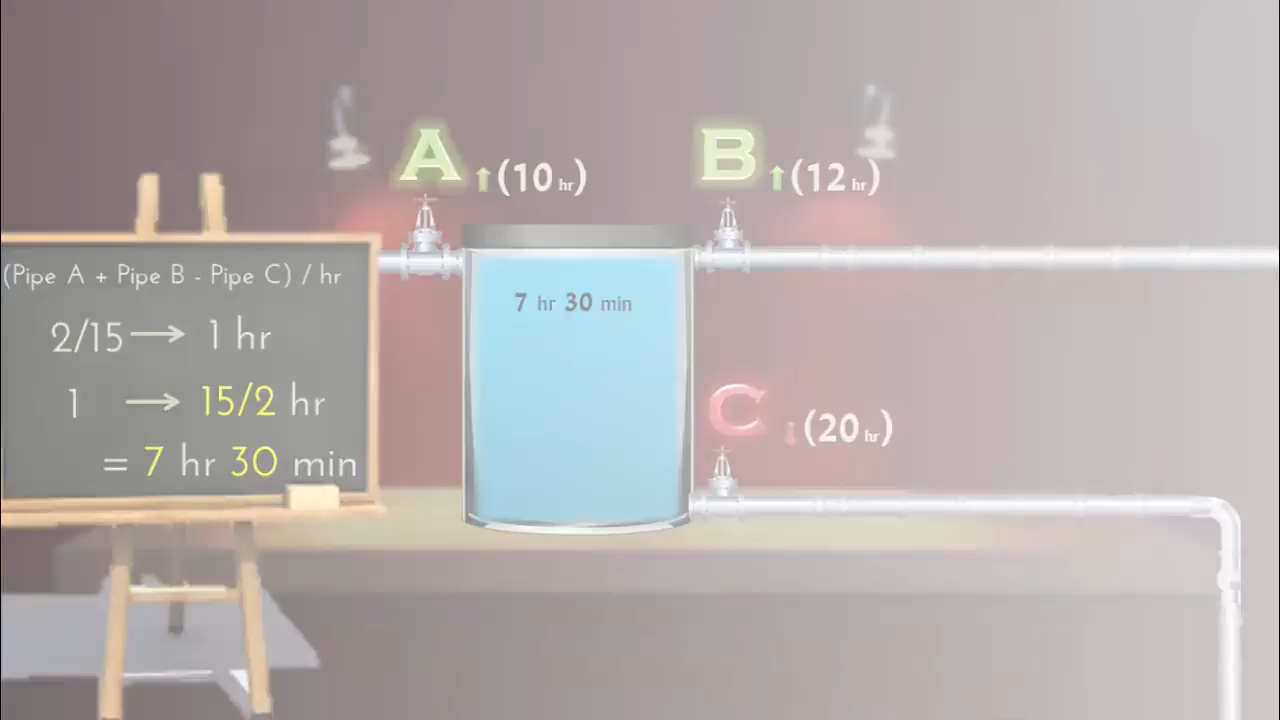 A ↑(10 hr)
B ↑(12 hr)
(Pipe A + Pipe B - Pipe C) / hr
2/15 → 1 hr
1 → 15/2 hr
= 7 hr 30 min
7 hr 30 min
C ↓(20 hr)